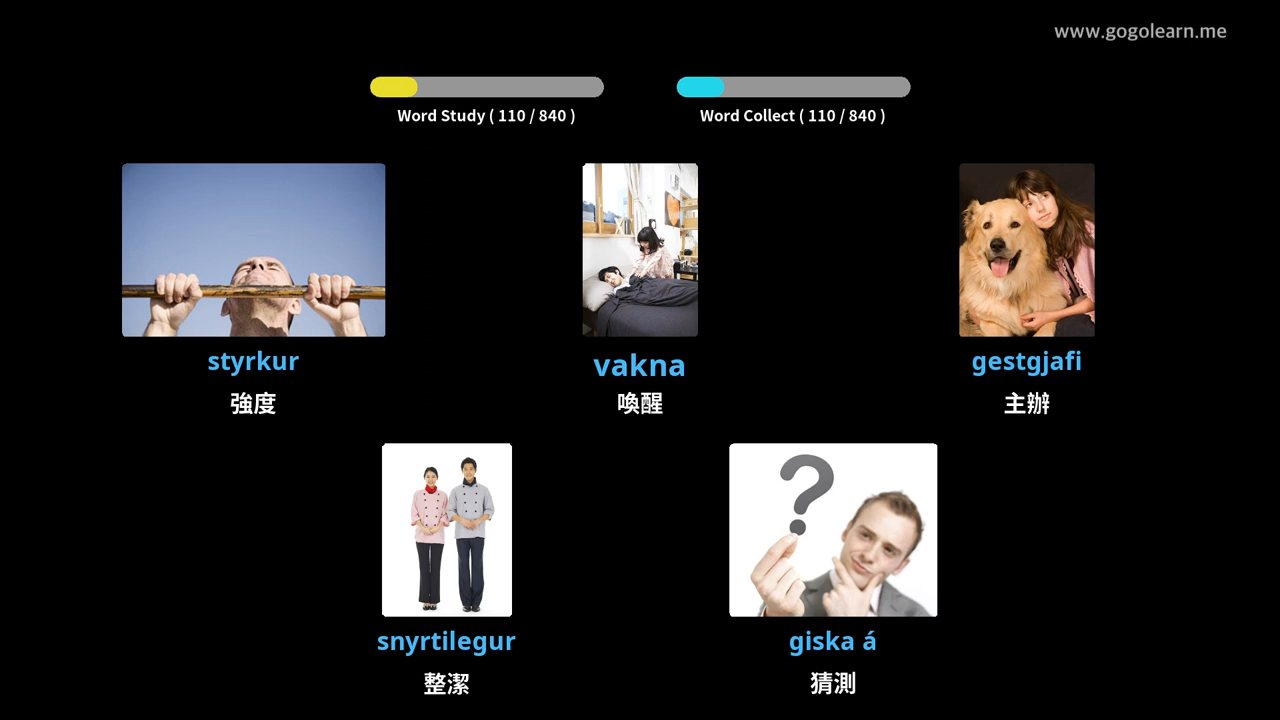 www.gogolearn.me
Word Study ( 110 / 840 )
Word Collect ( 110 / 840 )
styrkur
強度
vakna
喚醒
gestgjafi
主辦
snyrtilegur
整潔
giska á
猜測